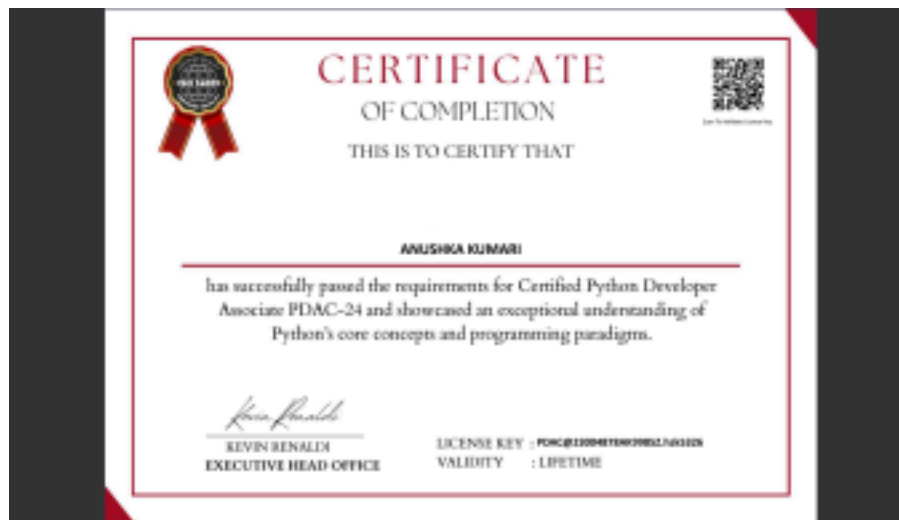 CERTIFICATE
OF COMPLETION
THIS IS TO CERTIFY THAT
ANUSHKA KUMARI
has successfully passed the requirements for Certified Python Developer
Associate PDAC-24 and showcased an exceptional understanding of
Python's core concepts and programming paradigms.
KEVIN RENALDI
EXECUTIVE HEAD OFFICE
LICENSE KEY :
VALIDITY : LIFETIME